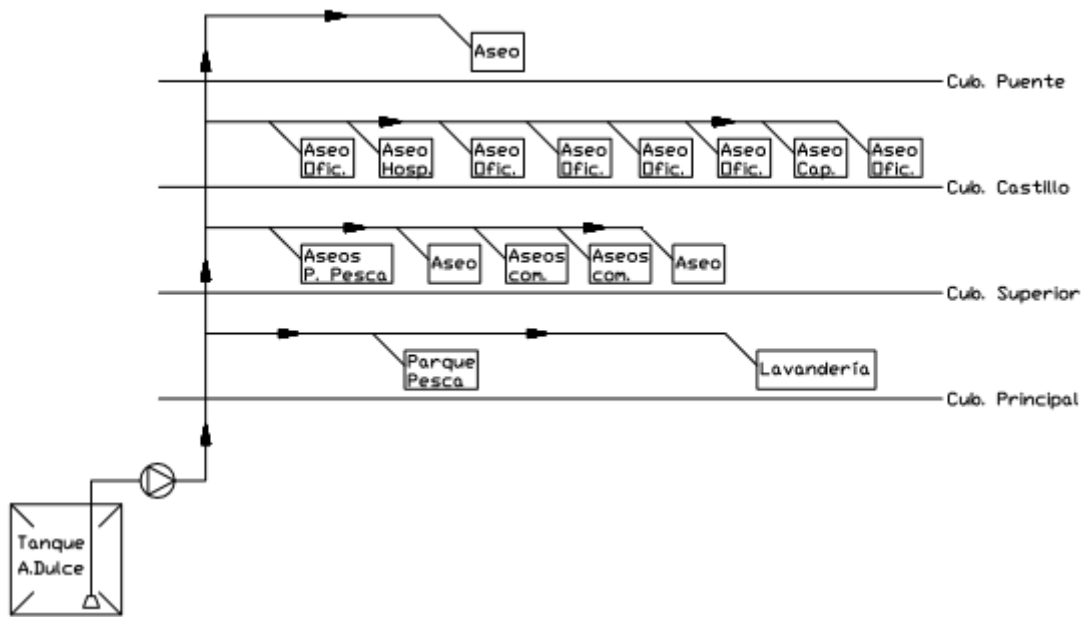 Aseo
Cub. Puente
Aseo
Ofic.
Aseo
Hosp.
Aseo
Ofic.
Aseo
Ofic.
Aseo
Ofic.
Aseo
Ofic.
Aseo
Cap.
Aseo
Ofic.
Cub. Castillo
Aseos
P. Pesca
Aseo
Aseos
com.
Aseos
com.
Aseo
Cub. Superior
Parque
Pesca
Lavandería
Cub. Principal
Tanque
A.Dulce